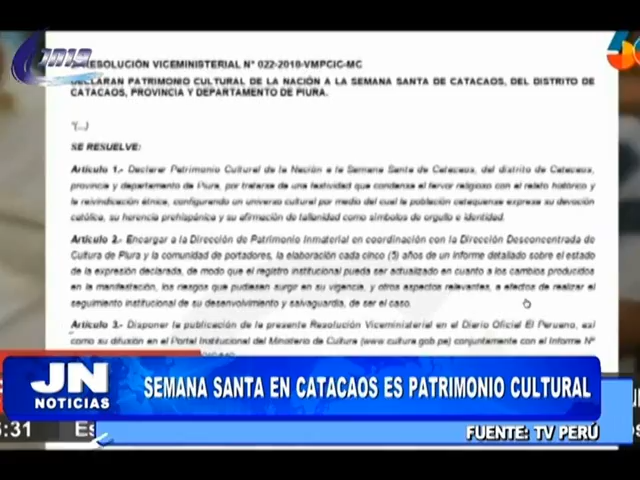 1N19
RESOLUCIÓN VICEMINISTERIAL N° 022-2018-VMPCIC-MC
DECLARAN PATRIMONIO CULTURAL DE LA NACIÓN A LA SEMANA SANTA DE CATACAOS, DEL DISTRITO DE
CATACAOS, PROVINCIA Y DEPARTAMENTO DE PIURA.
"(...)
SE RESUELVE:
Artículo 1.- Declarar Patrimonio Cultural de la Nación a la Semana Santa de Catacaos, del distrito de Catacaos,
provincia y departamento de Piura, por tratarse de una festividad que condensa el fervor religioso con el relato histórico y
la reivindicación étnica, configurando un universo cultural por medio del cual la población cataquense expresa su devoción
católica, su herencia prehispánica y su afirmación de tallanidad como símbolos de orgullo e identidad.
Artículo 2.- Encargar a la Dirección de Patrimonio Inmaterial en coordinación con la Dirección Desconcentrada de
Cultura de Piura y la comunidad de portadores, la elaboración cada cinco (5) años de un informe detallado sobre el estado
de la expresión declarada, de modo que el registro institucional pueda ser actualizado en cuanto a los cambios producidos
en la manifestación, los riesgos que pudiesen surgir en su vigencia, y otros aspectos relevantes, a efectos de realizar el
seguimiento institucional de su desenvolvimiento y salvaguardia, de ser el caso.
Artículo 3.- Disponer la publicación de la presente Resolución Viceministerial en el Diario Oficial El Peruano, así
como su difusión en el Portal Institucional del Ministerio de Cultura (www.cultura.gob.pe) conjuntamente con el Informe N°
JN
NOTICIAS
SEMANA SANTA EN CATACAOS ES PATRIMONIO CULTURAL
:31
Es
FUENTE: TV PERÚ